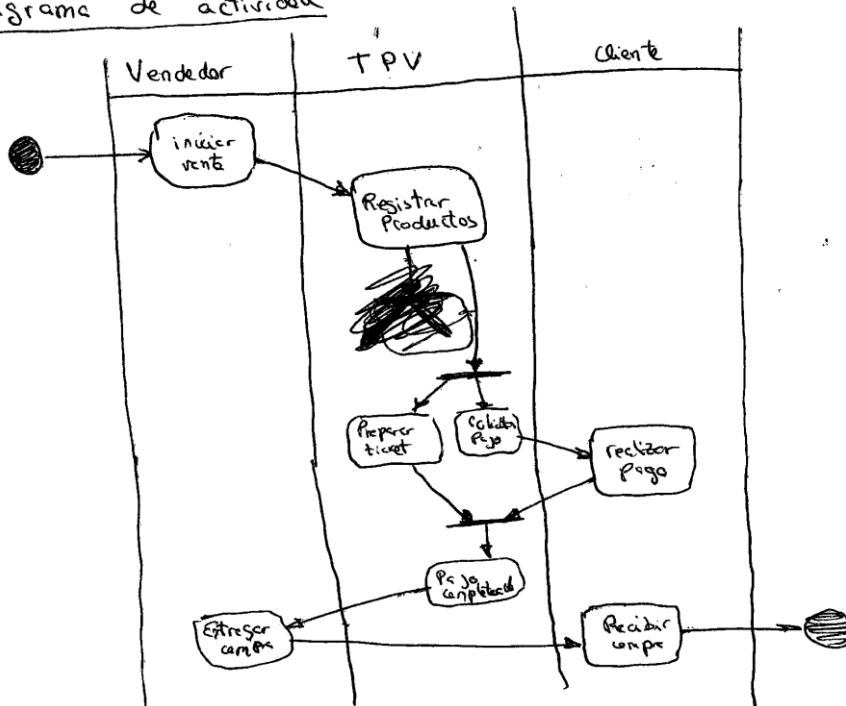 grama de actividad
Vendedor
TPV
Cliente
iniciar
venta
Registrar
Productos
Preparar
ticket
Solicitar
Pago
realizar
pago
Pago
completado
Entregar
compra
Recibir
compra